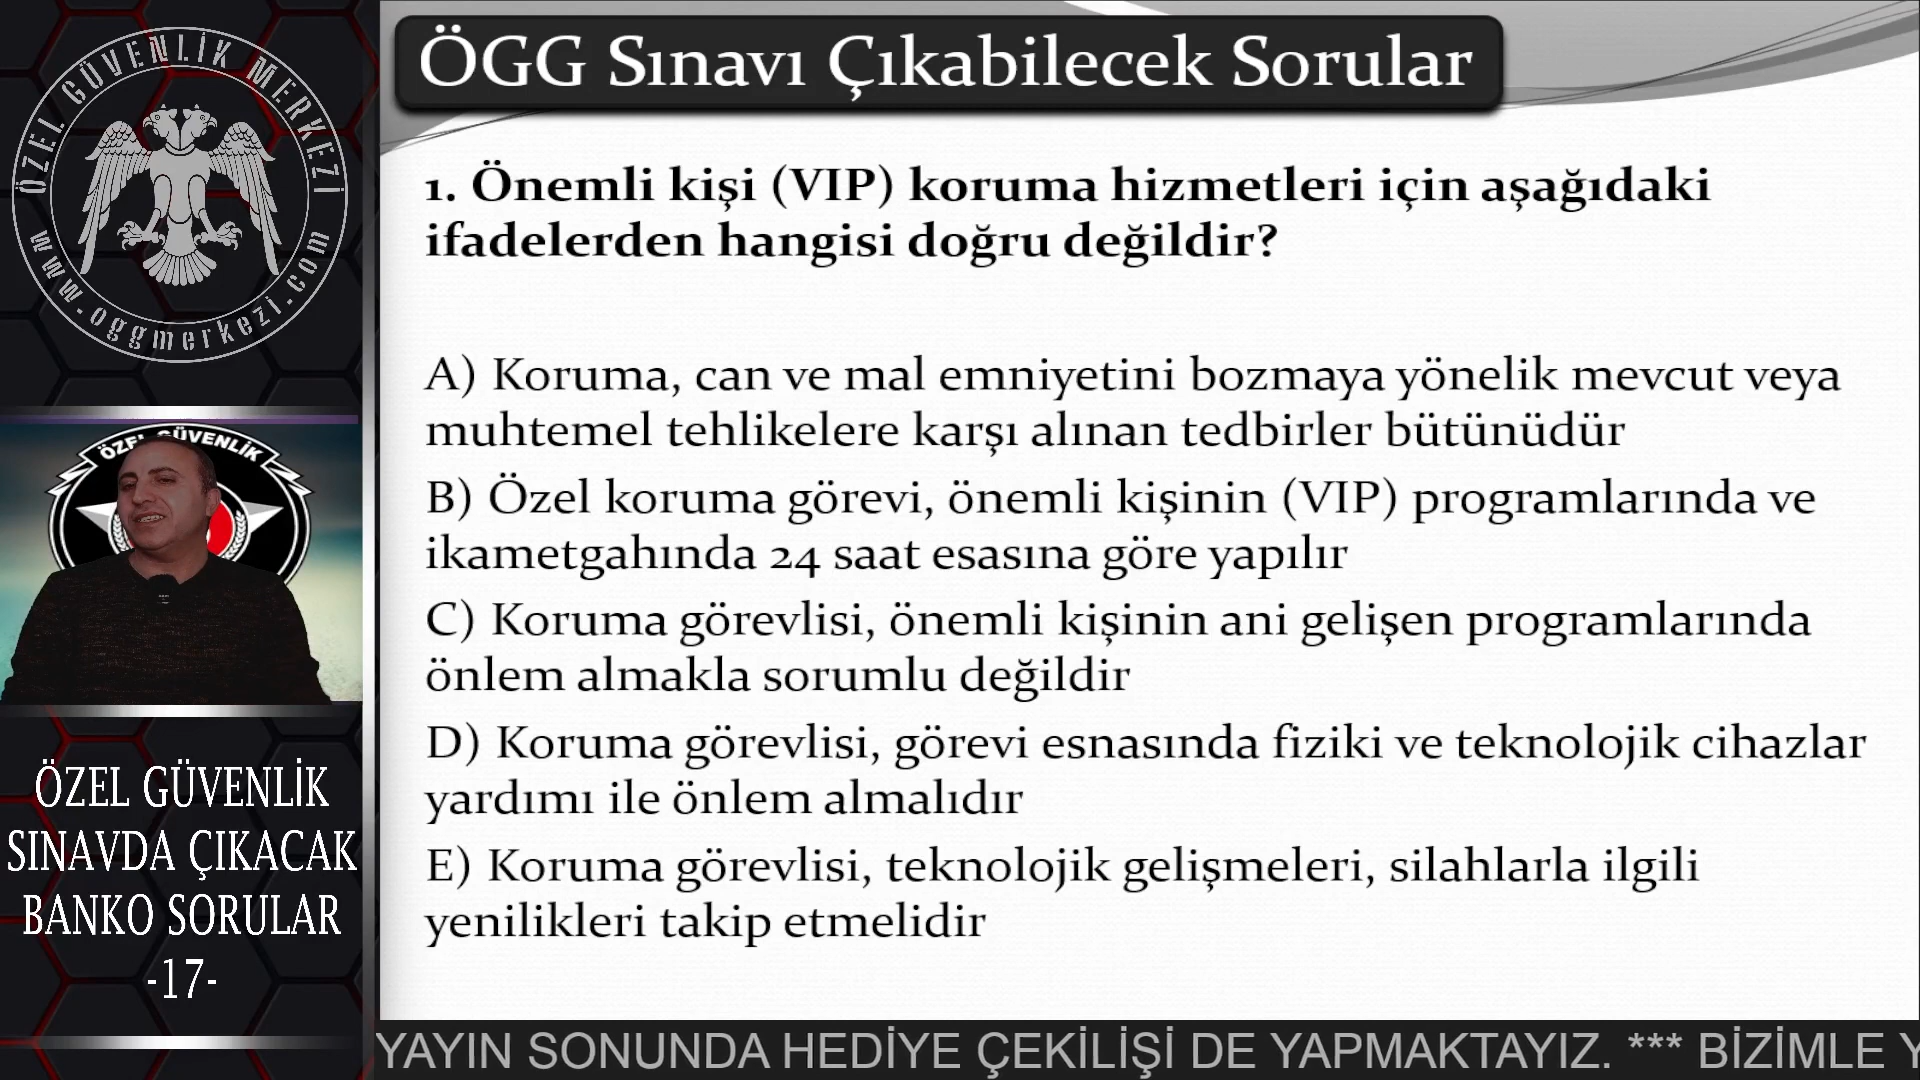 ÖZEL GÜVENLİK MERKEZİ
www.oggmerkezi.com
ÖZEL GÜVENLİK
ÖZEL GÜVENLİK
SINAVDA ÇIKACAK
BANKO SORULAR
-17-
ÖGG Sınavı Çıkabilecek Sorular
1. Önemli kişi (VIP) koruma hizmetleri için aşağıdaki
ifadelerden hangisi doğru değildir?
A) Koruma, can ve mal emniyetini bozmaya yönelik mevcut veya
muhtemel tehlikelere karşı alınan tedbirler bütünüdür
B) Özel koruma görevi, önemli kişinin (VIP) programlarında ve
ikametgahında 24 saat esasına göre yapılır
C) Koruma görevlisi, önemli kişinin ani gelişen programlarında
önlem almakla sorumlu değildir
D) Koruma görevlisi, görevi esnasında fiziki ve teknolojik cihazlar
yardımı ile önlem almalıdır
E) Koruma görevlisi, teknolojik gelişmeleri, silahlarla ilgili
yenilikleri takip etmelidir
YAYIN SONUNDA HEDİYE ÇEKİLİŞİ DE YAPMAKTAYIZ. *** BİZİMLE Y